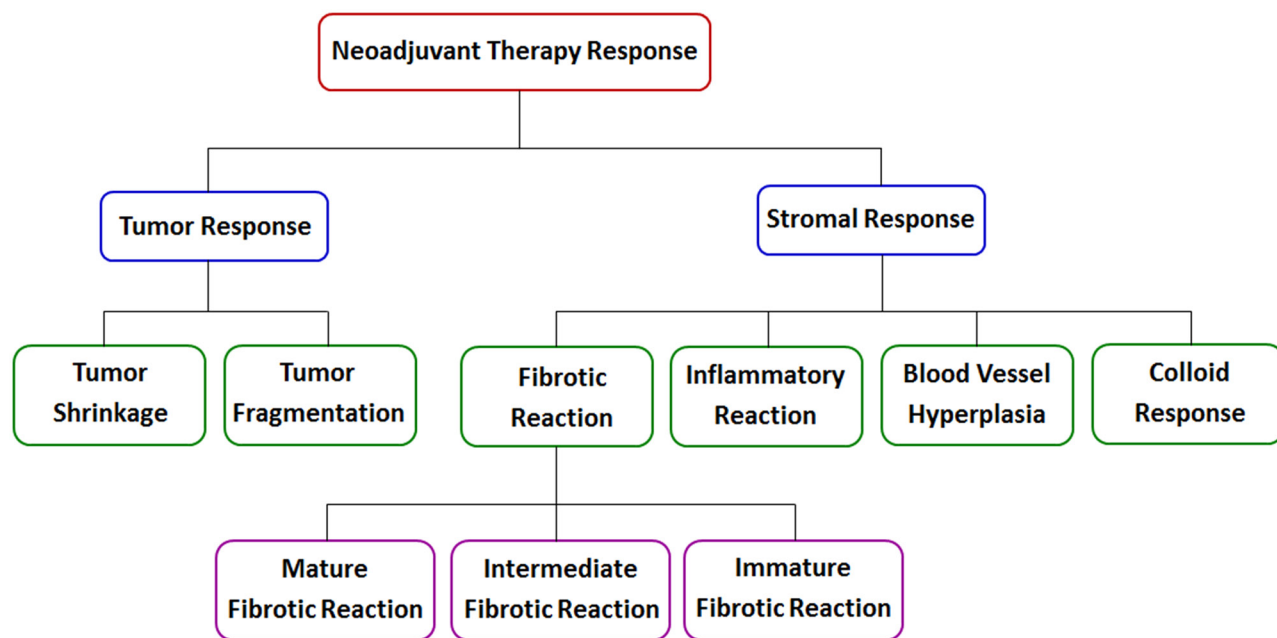 Neoadjuvant Therapy Response
Tumor Response
Stromal Response
Tumor
Shrinkage
Tumor
Fragmentation
Fibrotic
Reaction
Inflammatory
Reaction
Blood Vessel
Hyperplasia
Colloid
Response
Mature
Fibrotic Reaction
Intermediate
Fibrotic Reaction
Immature
Fibrotic Reaction